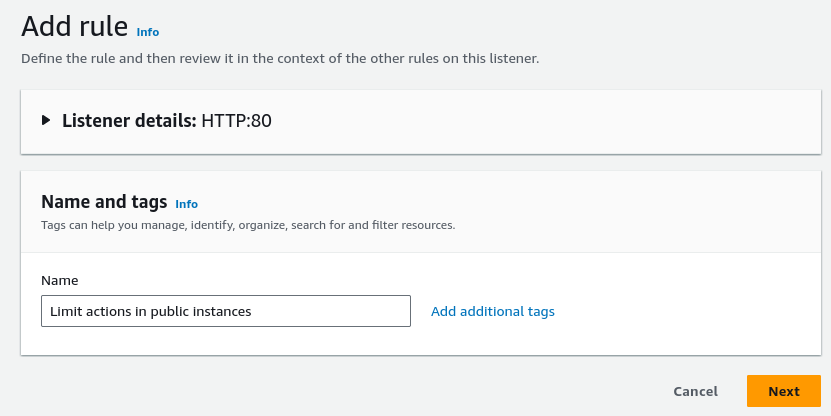 Add rule Info
Define the rule and then review it in the context of the other rules on this listener.
Listener details: HTTP:80
Name and tags Info
Tags can help you manage, identify, organize, search for and filter resources.
Name
Limit actions in public instances
Add additional tags
Cancel
Next